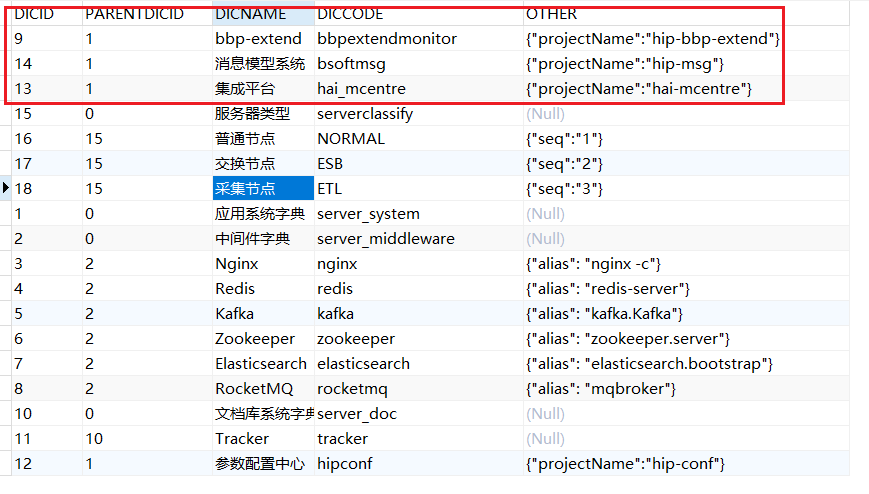 DICID PARENTDICID DICNAME DICCODE OTHER
9 1 bbp-extend bbpextendmonitor {"projectName":"hip-bbp-extend"}
14 1 消息模型系统 bsoftmsg {"projectName":"hip-msg"}
13 1 集成平台 hai_mcentre {"projectName":"hai-mcentre"}
15 0 服务器类型 serverclassify (Null)
16 15 普通节点 NORMAL {"seq":"1"}
17 15 交换节点 ESB {"seq":"2"}
18 15 采集节点 ETL {"seq":"3"}
1 0 应用系统字典 server_system (Null)
2 0 中间件字典 server_middleware (Null)
3 2 Nginx nginx {"alias": "nginx -c"}
4 2 Redis redis {"alias": "redis-server"}
5 2 Kafka kafka {"alias": "kafka.Kafka"}
6 2 Zookeeper zookeeper {"alias": "zookeeper.server"}
7 2 Elasticsearch elasticsearch {"alias": "elasticsearch.bootstrap"}
8 2 RocketMQ rocketmq {"alias": "mqbroker"}
10 0 文档库系统字典 server_doc (Null)
11 10 Tracker tracker (Null)
12 1 参数配置中心 hipconf {"projectName":"hip-conf"}